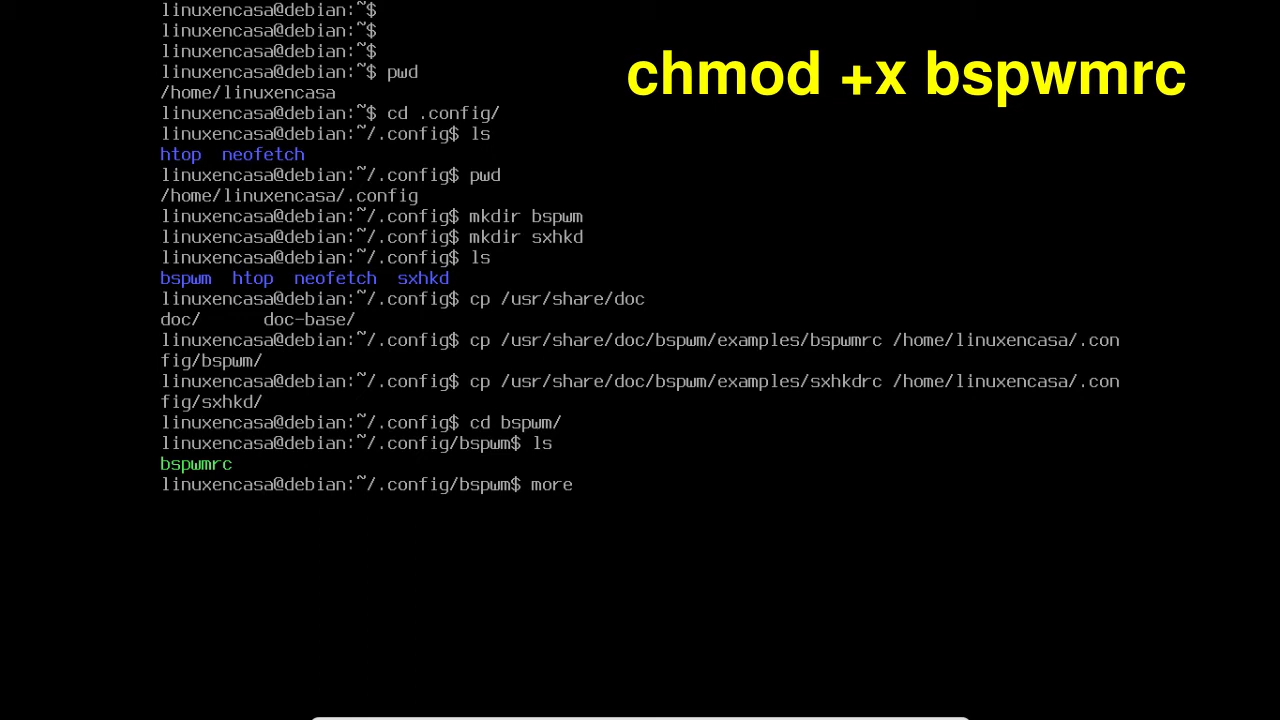 linuxencasa@debian:~$
linuxencasa@debian:~$
linuxencasa@debian:~$
linuxencasa@debian:~$ pwd
chmod +x bspwmrc
/home/linuxencasa
linuxencasa@debian:~$ cd .config/
linuxencasa@debian:~/.config$ ls
htop  neofetch
linuxencasa@debian:~/.config$ pwd
/home/linuxencasa/.config
linuxencasa@debian:~/.config$ mkdir bspwm
linuxencasa@debian:~/.config$ mkdir sxhkd
linuxencasa@debian:~/.config$ ls
bspwm  htop  neofetch  sxhkd
linuxencasa@debian:~/.config$ cp /usr/share/doc
doc/      doc-base/
linuxencasa@debian:~/.config$ cp /usr/share/doc/bspwm/examples/bspwmrc /home/linuxencasa/.con
fig/bspwm/
linuxencasa@debian:~/.config$ cp /usr/share/doc/bspwm/examples/sxhkdrc /home/linuxencasa/.con
fig/sxhkd/
linuxencasa@debian:~/.config$ cd bspwm/
linuxencasa@debian:~/.config/bspwm$ ls
bspwmrc
linuxencasa@debian:~/.config/bspwm$ more